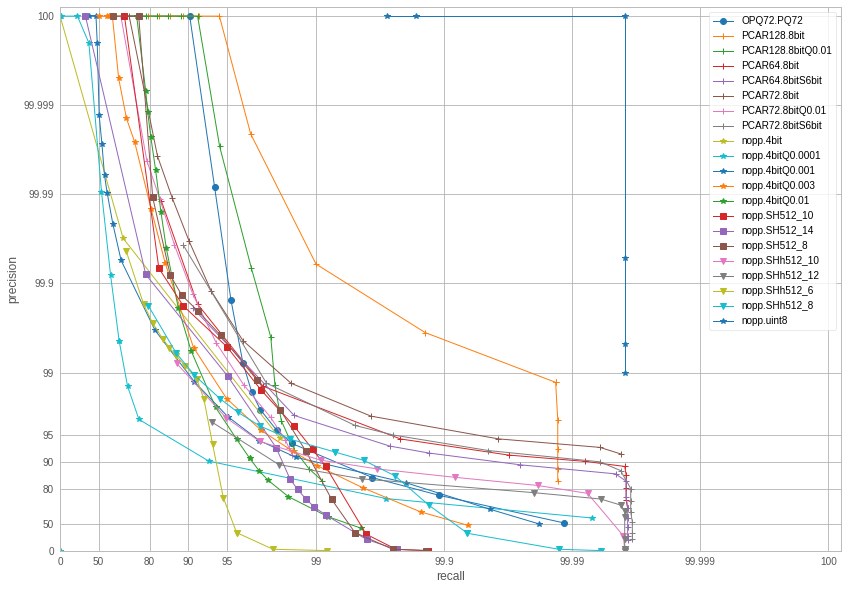 100
99.999
99.99
99.9
99
95
90
80
50
0
precision
0
50
80
90
95
99
99.9
99.99
99.999
100
recall
OPQ72.PQ72
PCAR128.8bit
PCAR128.8bitQ0.01
PCAR64.8bit
PCAR64.8bitS6bit
PCAR72.8bit
PCAR72.8bitQ0.01
PCAR72.8bitS6bit
nopp.4bit
nopp.4bitQ0.0001
nopp.4bitQ0.001
nopp.4bitQ0.003
nopp.4bitQ0.01
nopp.SH512_10
nopp.SH512_14
nopp.SH512_8
nopp.SHh512_10
nopp.SHh512_12
nopp.SHh512_6
nopp.SHh512_8
nopp.uint8